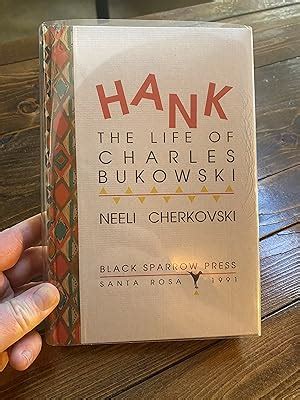 HANK
THE LIFE OF
CHARLES
BUKOWSKI
NEELI CHERKOVSKI
BLACK SPARROW PRESS
SANTA ROSA 1991